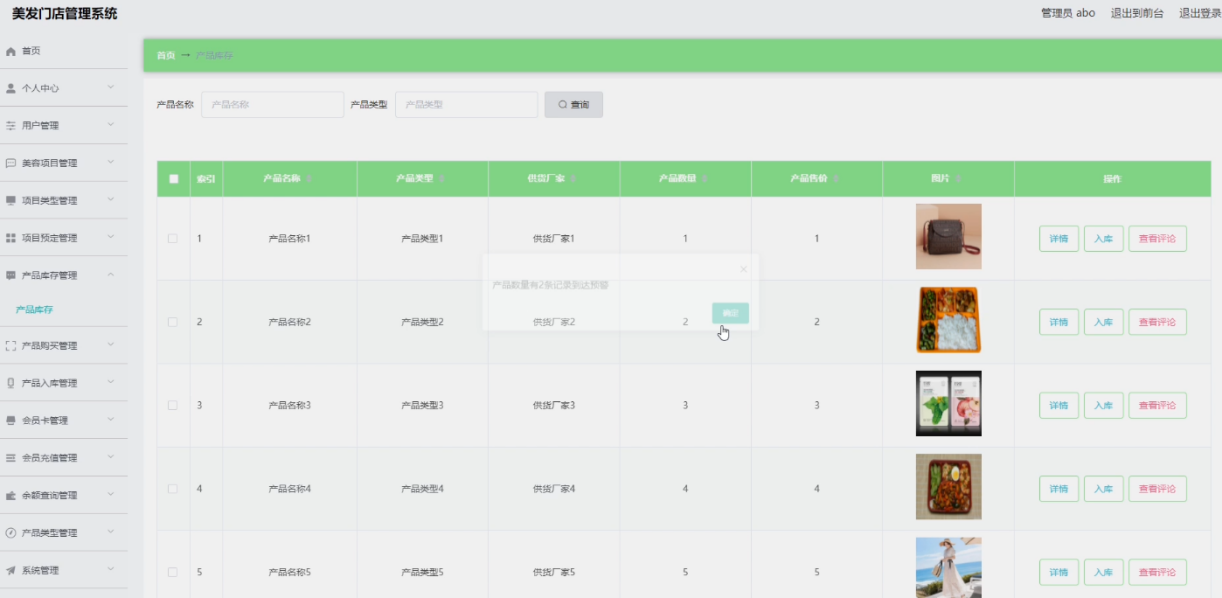 美发门店管理系统
管理员 abo 退出到前台 退出登录
首页
个人中心
用户管理
美容项目管理
项目类型管理
项目预定管理
产品库存管理
产品库存
产品购买管理
产品入库管理
会员卡管理
会员充值管理
余额查询管理
产品类型管理
系统管理
首页 → 产品库存
产品名称 产品名称 产品类型 产品类型 查询
索引 产品名称 产品类型 供货厂家 产品数量 产品售价 图片 操作
1 产品名称1 产品类型1 供货厂家1 1 1 详情 入库 查看评论
产品数量有2条记录到达预警
确定
2 产品名称2 产品类型2 供货厂家2 2 2 详情 入库 查看评论
3 产品名称3 产品类型3 供货厂家3 3 3 详情 入库 查看评论
4 产品名称4 产品类型4 供货厂家4 4 4 详情 入库 查看评论
5 产品名称5 产品类型5 供货厂家5 5 5 详情 入库 查看评论